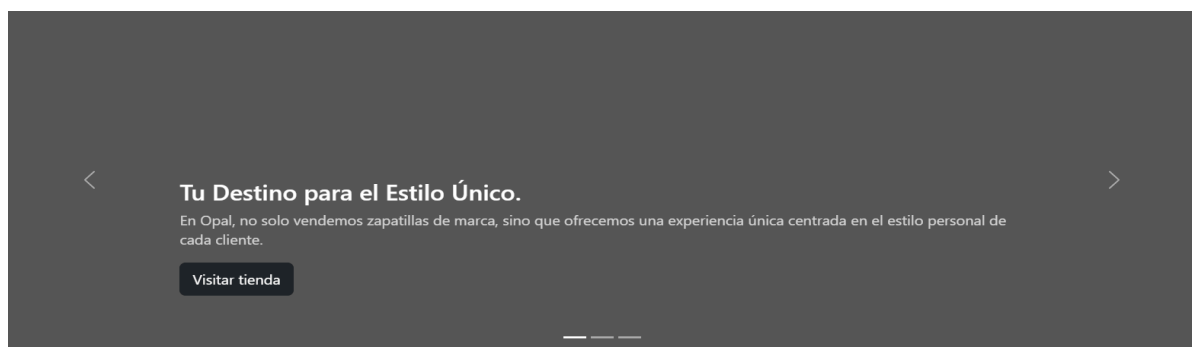 Tu Destino para el Estilo Único.
En Opal, no solo vendemos zapatillas de marca, sino que ofrecemos una experiencia única centrada en el estilo personal de
cada cliente.
Visitar tienda